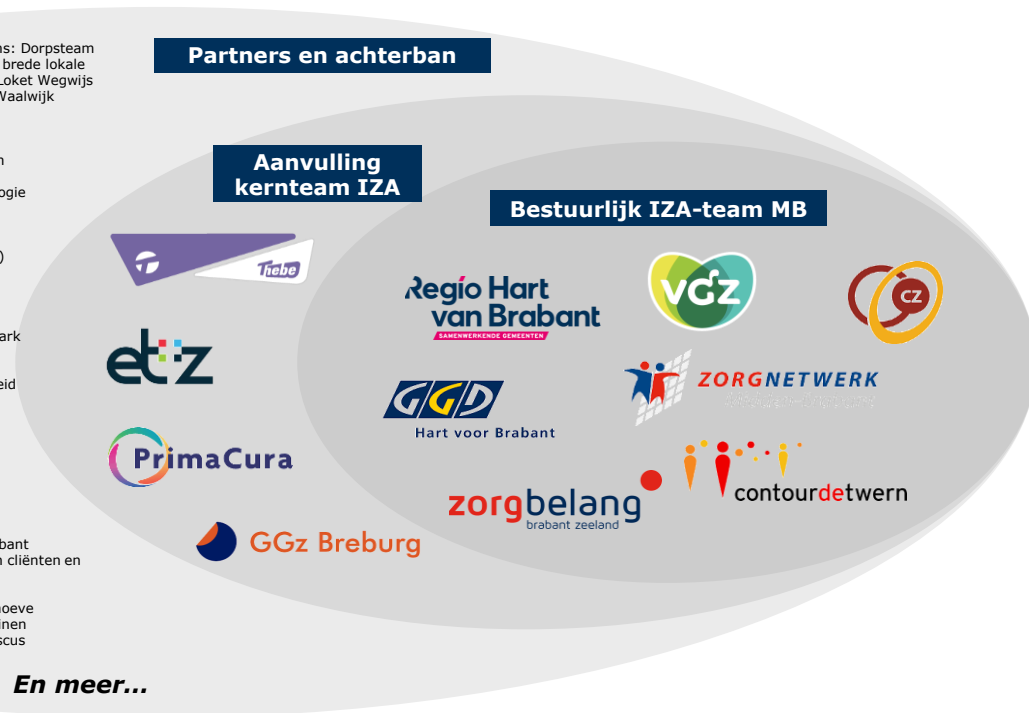 ns: Dorpsteam
brede lokale
Loket Wegwijs
Waalwijk
n
ogie
)
ark
eid
bant
n cliënten en
hoeve
inen
scus
En meer...
Partners en achterban
Aanvulling
kernteam IZA
Bestuurlijk IZA-team MB
Tiebe
etz
PrimaCura
GGz Breburg
Regio Hart
van Brabant
SAMENWERKENDE GEMEENTEN
vgz
CZ
GGD
Hart voor Brabant
ZORGNETWERK
zorgbelang
brabant zeeland
contourdetwern